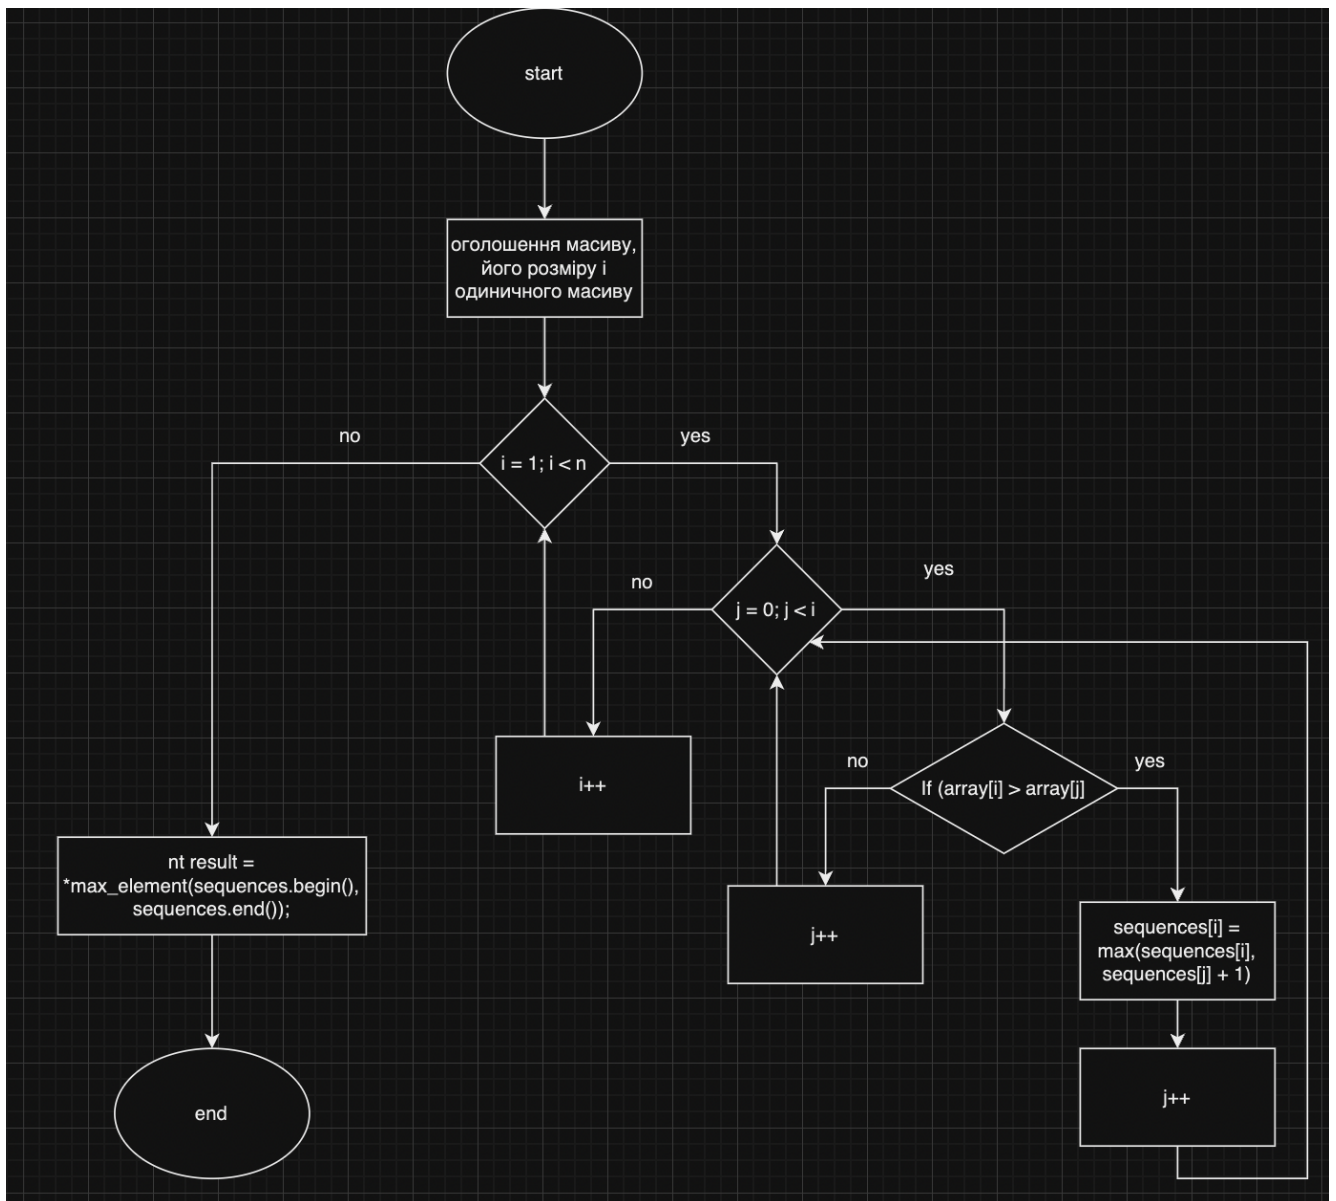 start
оголошення масиву,
його розміру і
одиничного масиву
no
yes
i = 1; i < n
no
yes
j = 0; j < i
i++
no
yes
If (array[i] > array[j]
nt result =
*max_element(sequences.begin(),
sequences.end());
j++
sequences[i] =
max(sequences[i],
sequences[j] + 1)
end
j++